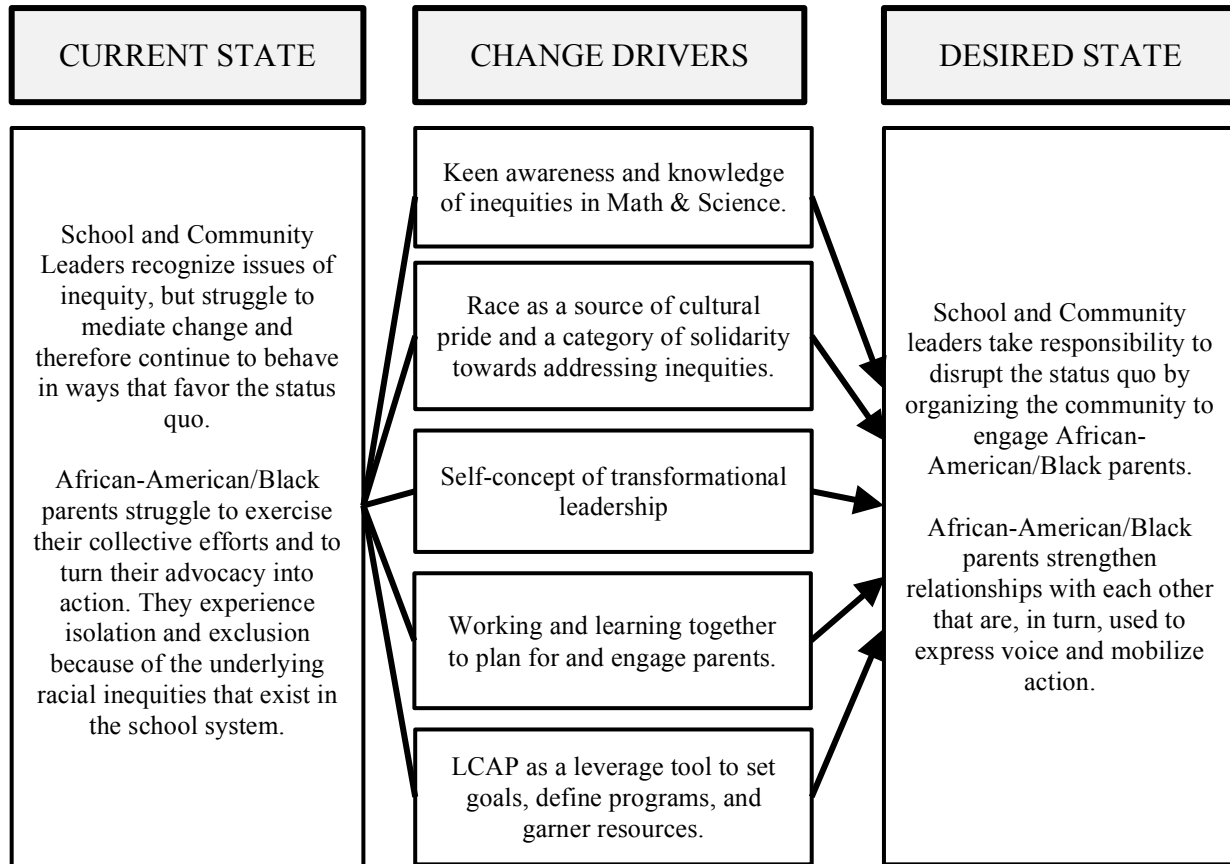 CURRENT STATE
CHANGE DRIVERS
DESIRED STATE
School and Community
Leaders recognize issues of
inequity, but struggle to
mediate change and
therefore continue to behave
in ways that favor the status
quo.
African-American/Black
parents struggle to exercise
their collective efforts and to
turn their advocacy into
action. They experience
isolation and exclusion
because of the underlying
racial inequities that exist in
the school system.
Keen awareness and knowledge
of inequities in Math & Science.
Race as a source of cultural
pride and a category of solidarity
towards addressing inequities.
Self-concept of transformational
leadership
Working and learning together
to plan for and engage parents.
LCAP as a leverage tool to set
goals, define programs, and
garner resources.
School and Community
leaders take responsibility to
disrupt the status quo by
organizing the community to
engage African-
American/Black parents.
African-American/Black
parents strengthen
relationships with each other
that are, in turn, used to
express voice and mobilize
action.